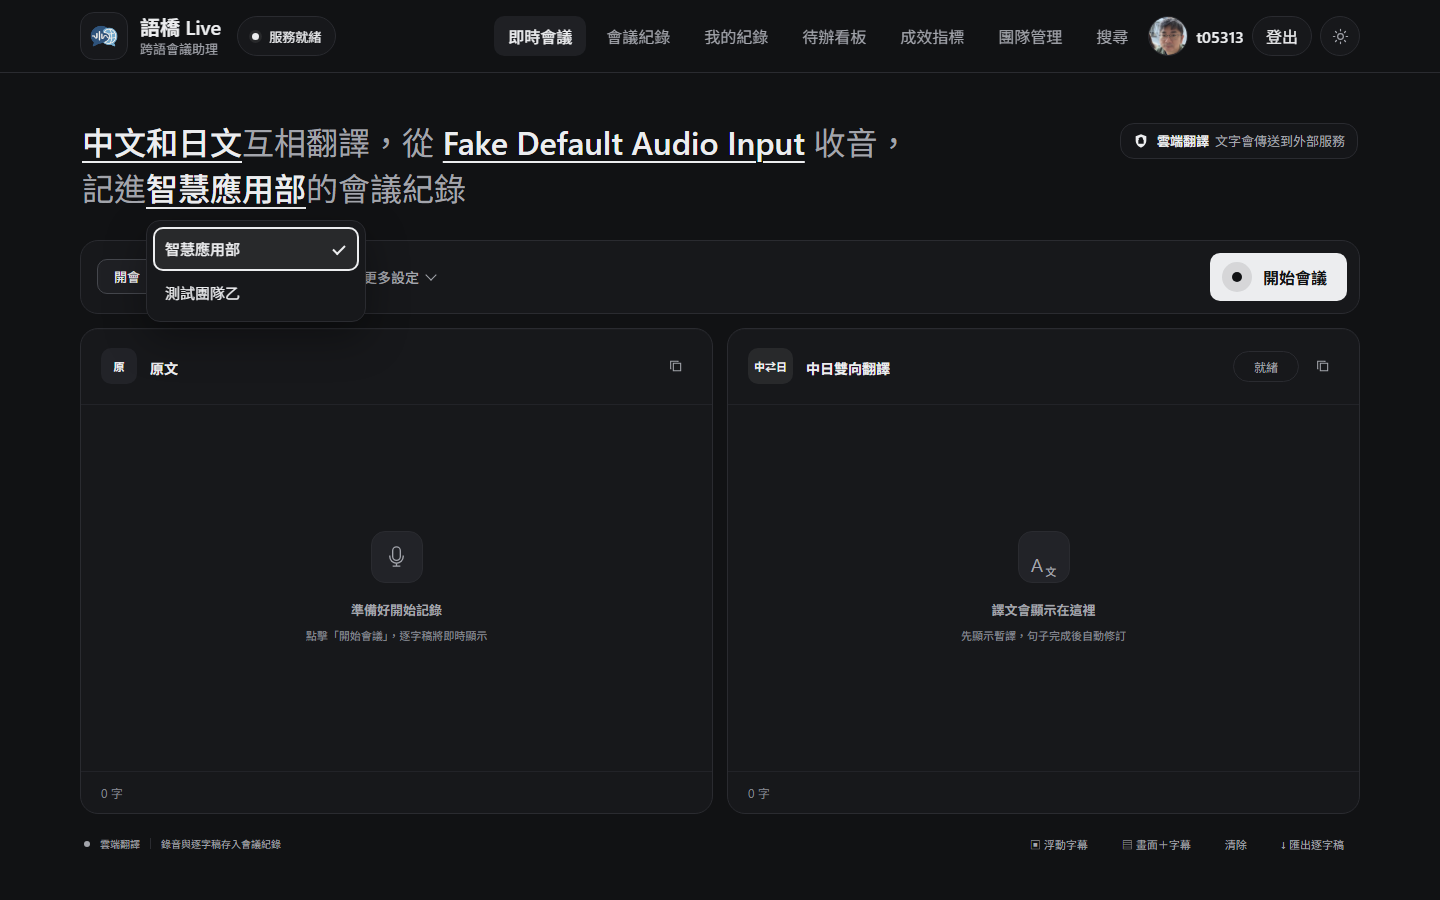 語橋 Live
跨語會議助理
服務就緒
即時會議
會議紀錄
我的紀錄
待辦看板
成效指標
團隊管理
搜尋
t05313
登出
中文和日文互相翻譯，從 Fake Default Audio Input 收音，
記進智慧應用部的會議紀錄
雲端翻譯 文字會傳送到外部服務
智慧應用部
測試團隊乙
開會
更多設定
開始會議
原 原文
中⇄日 中日雙向翻譯
就緒
準備好開始記錄
點擊「開始會議」，逐字稿將即時顯示
A文
譯文會顯示在這裡
先顯示暫譯，句子完成後自動修訂
0 字
0 字
雲端翻譯
錄音與逐字稿存入會議紀錄
浮動字幕
畫面＋字幕
清除
↓ 匯出逐字稿